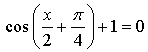 cos(x/2 + π/4) + 1 = 0